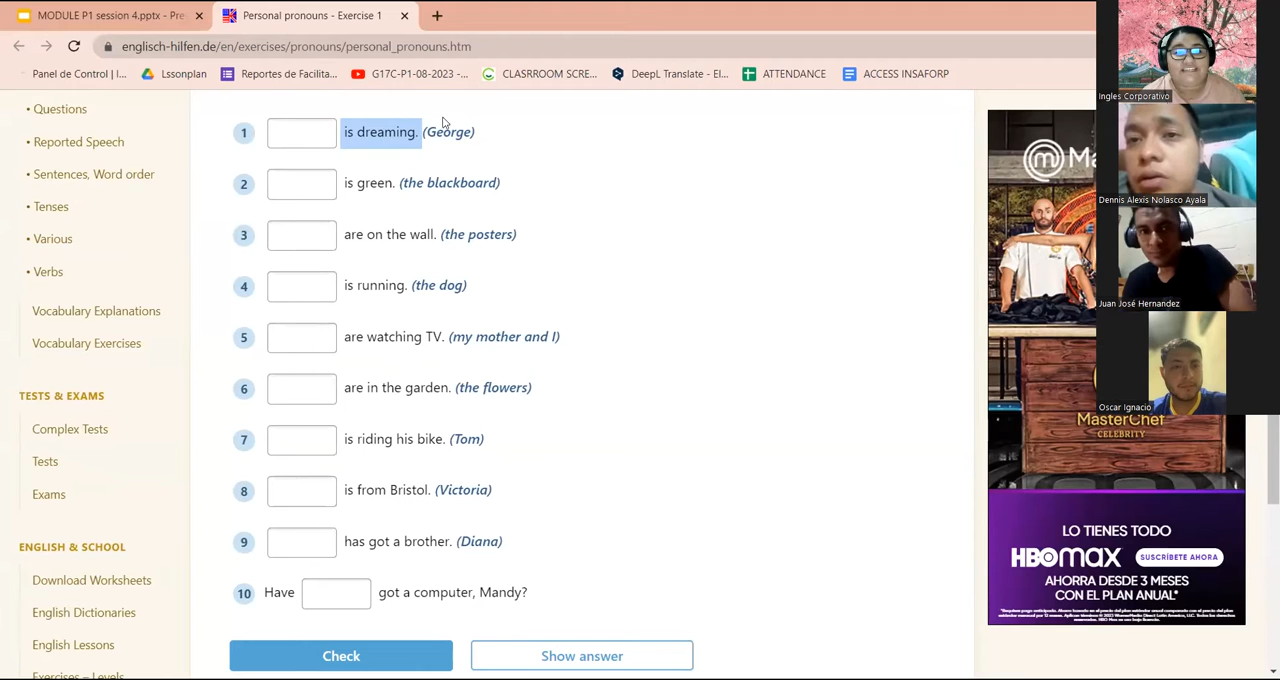 MODULE P1 session 4.pptx - Pre
Personal pronouns - Exercise 1
englisch-hilfen.de/en/exercises/pronouns/personal_pronouns.htm
Panel de Control | I...
Lssonplan
Reportes de Facilita...
G17C-P1-08-2023 -...
CLASSROOM SCRE...
DeepL Translate - El...
ATTENDANCE
ACCESS INSAFORP
• Questions
• Reported Speech
• Sentences, Word order
• Tenses
• Various
• Verbs
Vocabulary Explanations
Vocabulary Exercises
TESTS & EXAMS
Complex Tests
Tests
Exams
ENGLISH & SCHOOL
Download Worksheets
English Dictionaries
English Lessons
Exercises – Levels
1 is dreaming. (George)
2 is green. (the blackboard)
3 are on the wall. (the posters)
4 is running. (the dog)
5 are watching TV. (my mother and I)
6 are in the garden. (the flowers)
7 is riding his bike. (Tom)
8 is from Bristol. (Victoria)
9 has got a brother. (Diana)
10 Have got a computer, Mandy?
Check
Show answer
Ingles Corporativo
Dennis Alexis Nolasco Ayala
Juan José Hernandez
Oscar Ignacio
MasterChef
CELEBRITY
LO TIENES TODO
HBOMAX
SUSCRÍBETE AHORA
AHORA DESDE 3 MESES
CON EL PLAN ANUAL*